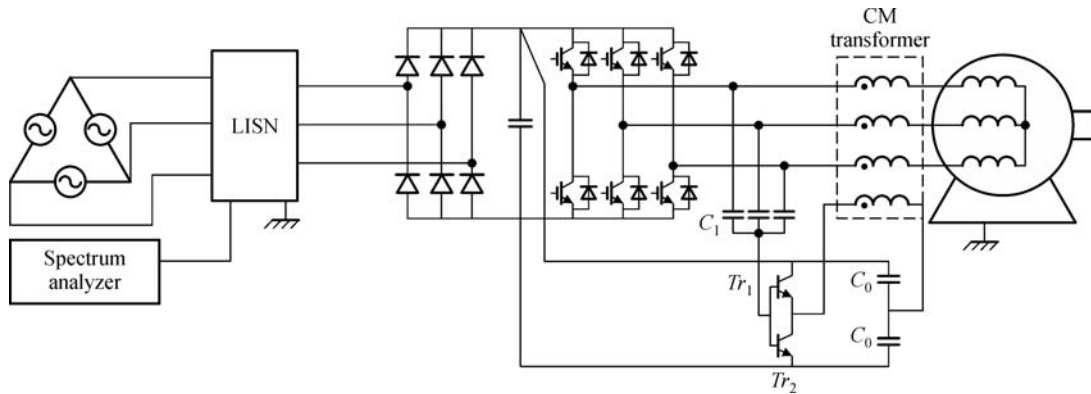 CM
transformer
LISN
C1
Spectrum
analyzer
Tr1
C0
C0
Tr2